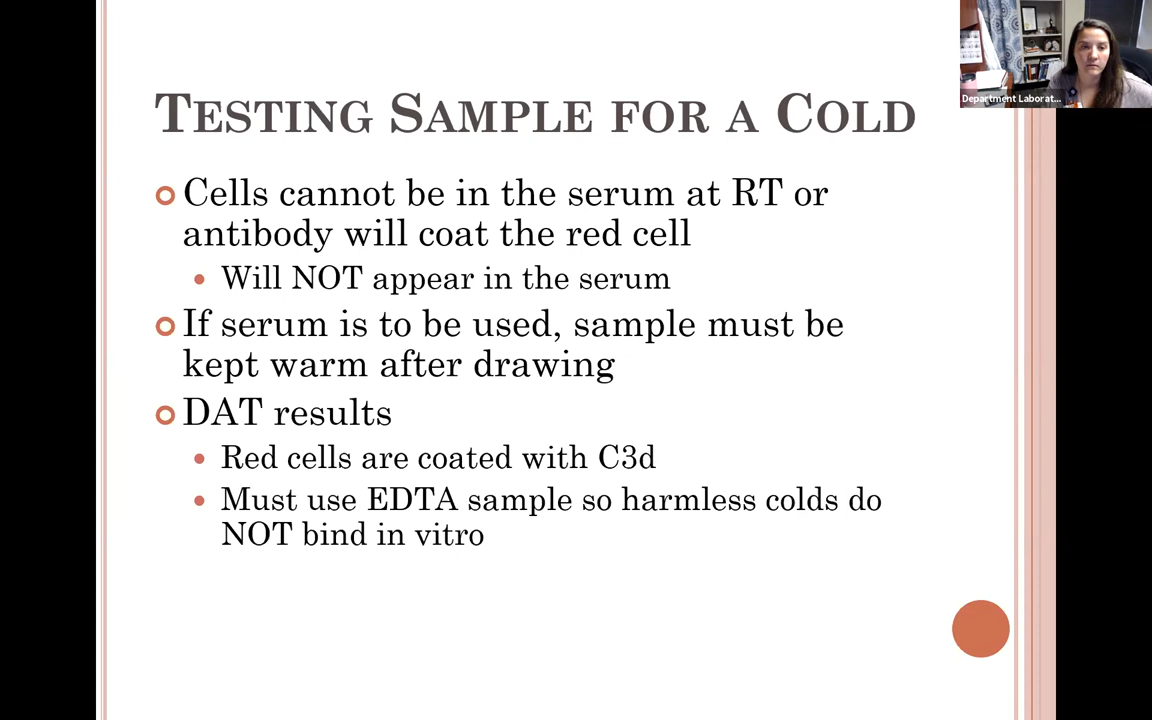 TESTING SAMPLE FOR A COLD
Cells cannot be in the serum at RT or
antibody will coat the red cell
Will NOT appear in the serum
If serum is to be used, sample must be
kept warm after drawing
DAT results
Red cells are coated with C3d
Must use EDTA sample so harmless colds do
NOT bind in vitro
Department Laborat...